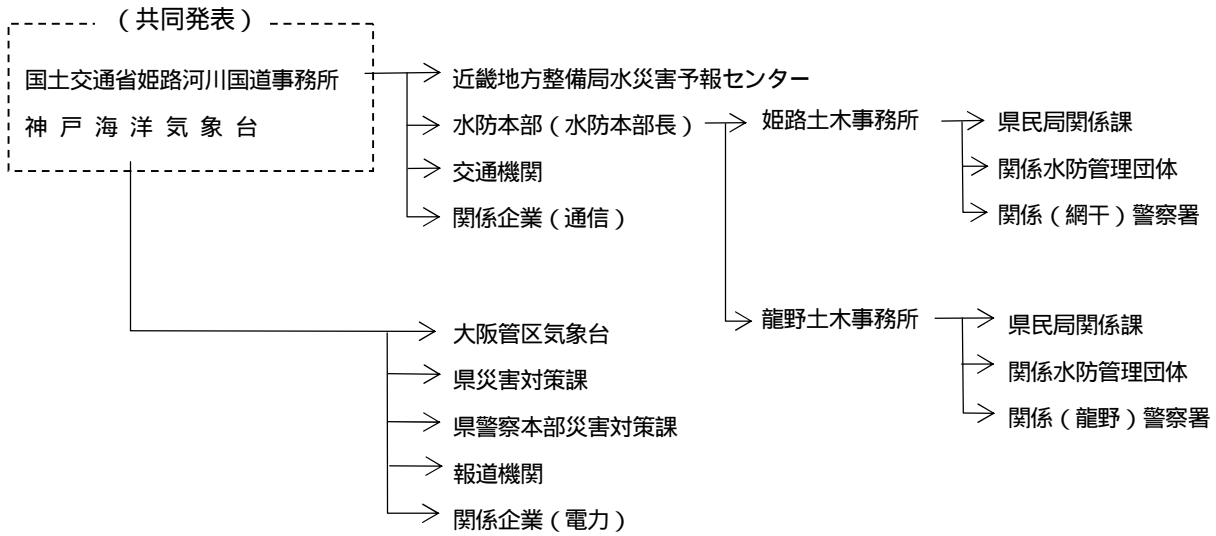 （共同発表）
国土交通省姫路河川国道事務所
神戸海洋気象台
近畿地方整備局水災害予報センター
水防本部（水防本部長）
交通機関
関係企業（通信）
姫路土木事務所
県民局関係課
関係水防管理団体
関係（網干）警察署
龍野土木事務所
県民局関係課
関係水防管理団体
関係（龍野）警察署
大阪管区気象台
県災害対策課
県警察本部災害対策課
報道機関
関係企業（電力）